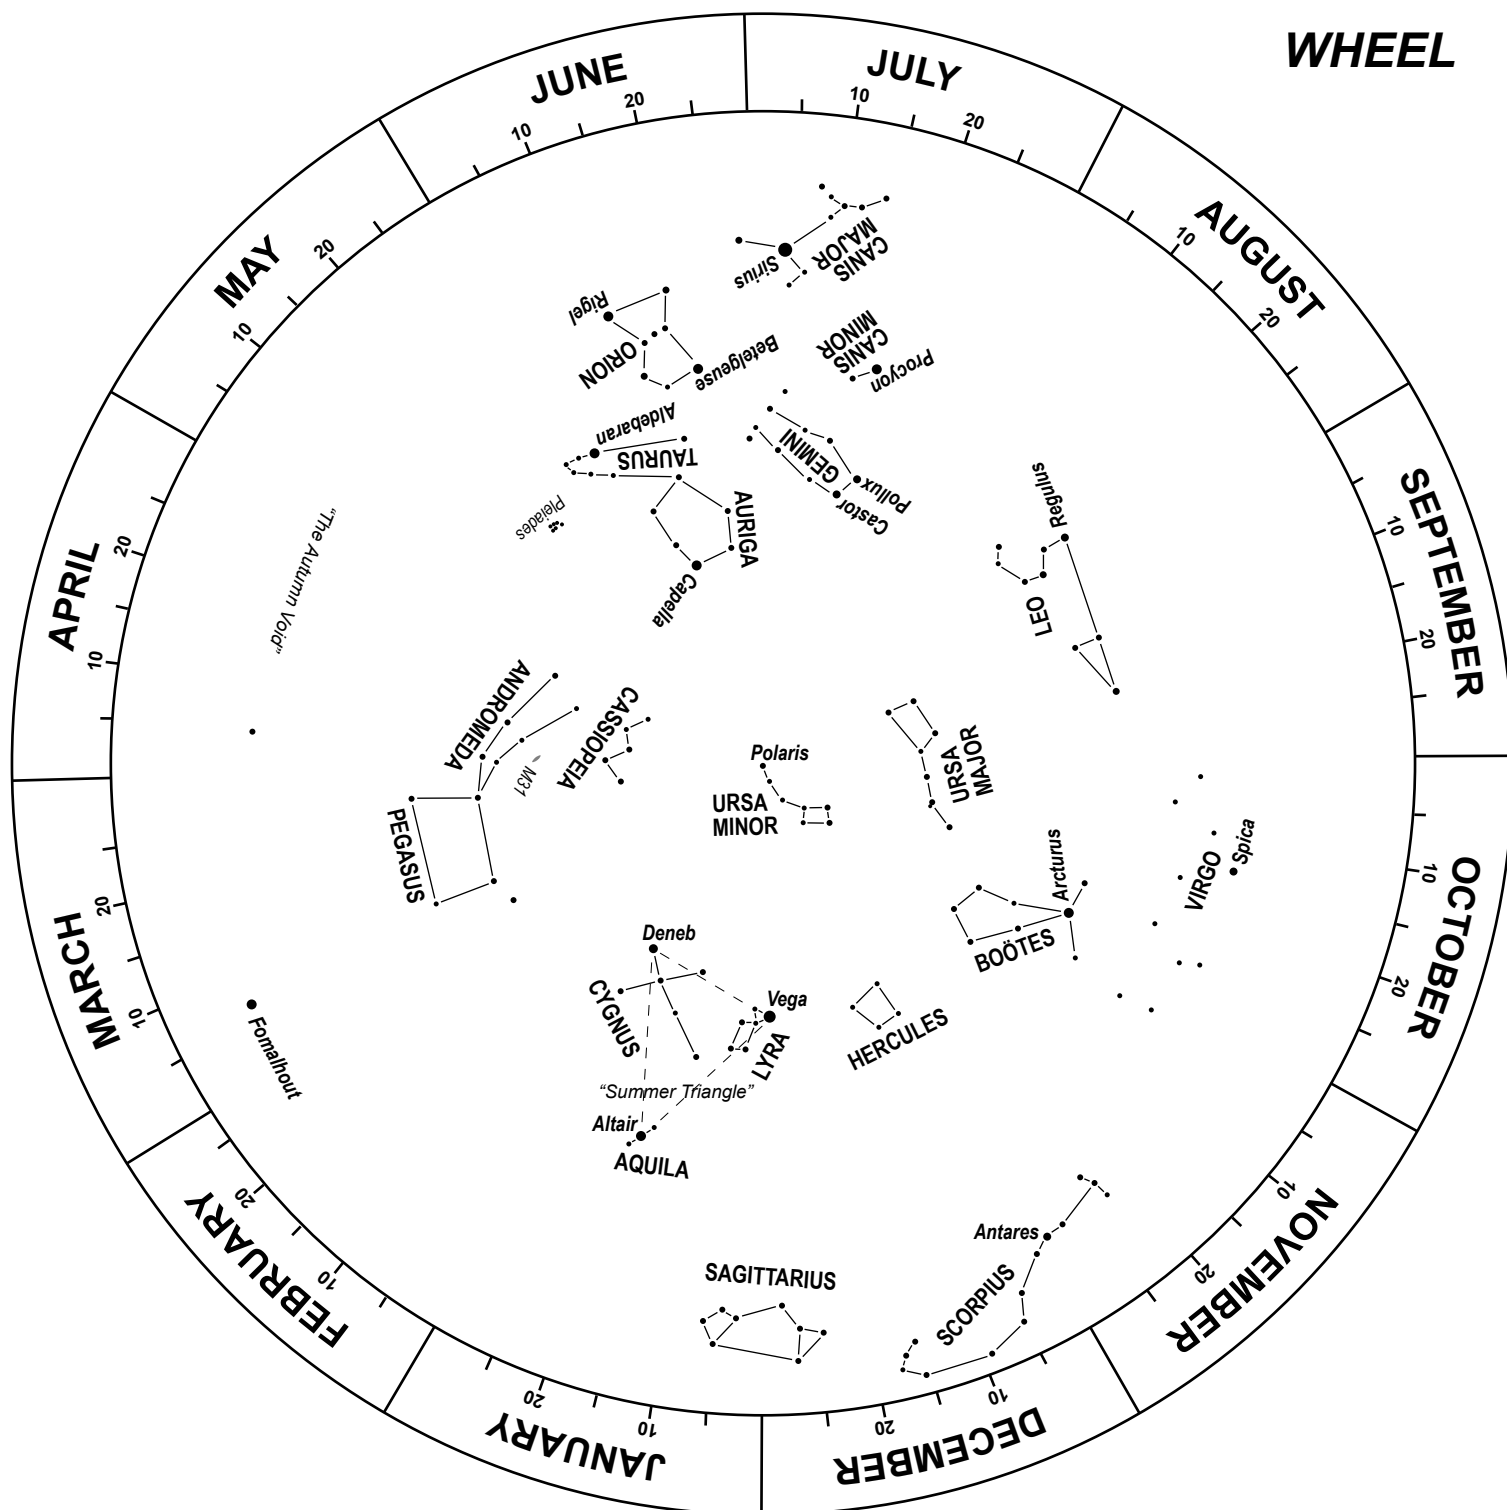 WHEEL
JUNE
10
20
JULY
10
20
AUGUST
10
20
SEPTEMBER
10
20
OCTOBER
10
20
NOVEMBER
10
20
DECEMBER
10
20
JANUARY
10
20
FEBRUARY
10
20
MARCH
10
20
APRIL
10
20
MAY
10
20
CANIS
MAJOR
Sirius
Rigel
ORION
Betelgeuse
CANIS
MINOR
Procyon
Aldebaran
TAURUS
GEMINI
Pollux
Castor
Pleiades
AURIGA
Capella
Regulus
LEO
"The Autumn Void"
ANDROMEDA
CASSIOPEIA
M31
PEGASUS
Polaris
URSA
MINOR
URSA
MAJOR
Arcturus
BOÖTES
VIRGO
Spica
Deneb
CYGNUS
Vega
LYRA
HERCULES
"Summer Triangle"
Altair
AQUILA
Fomalhout
Antares
SCORPIUS
SAGITTARIUS